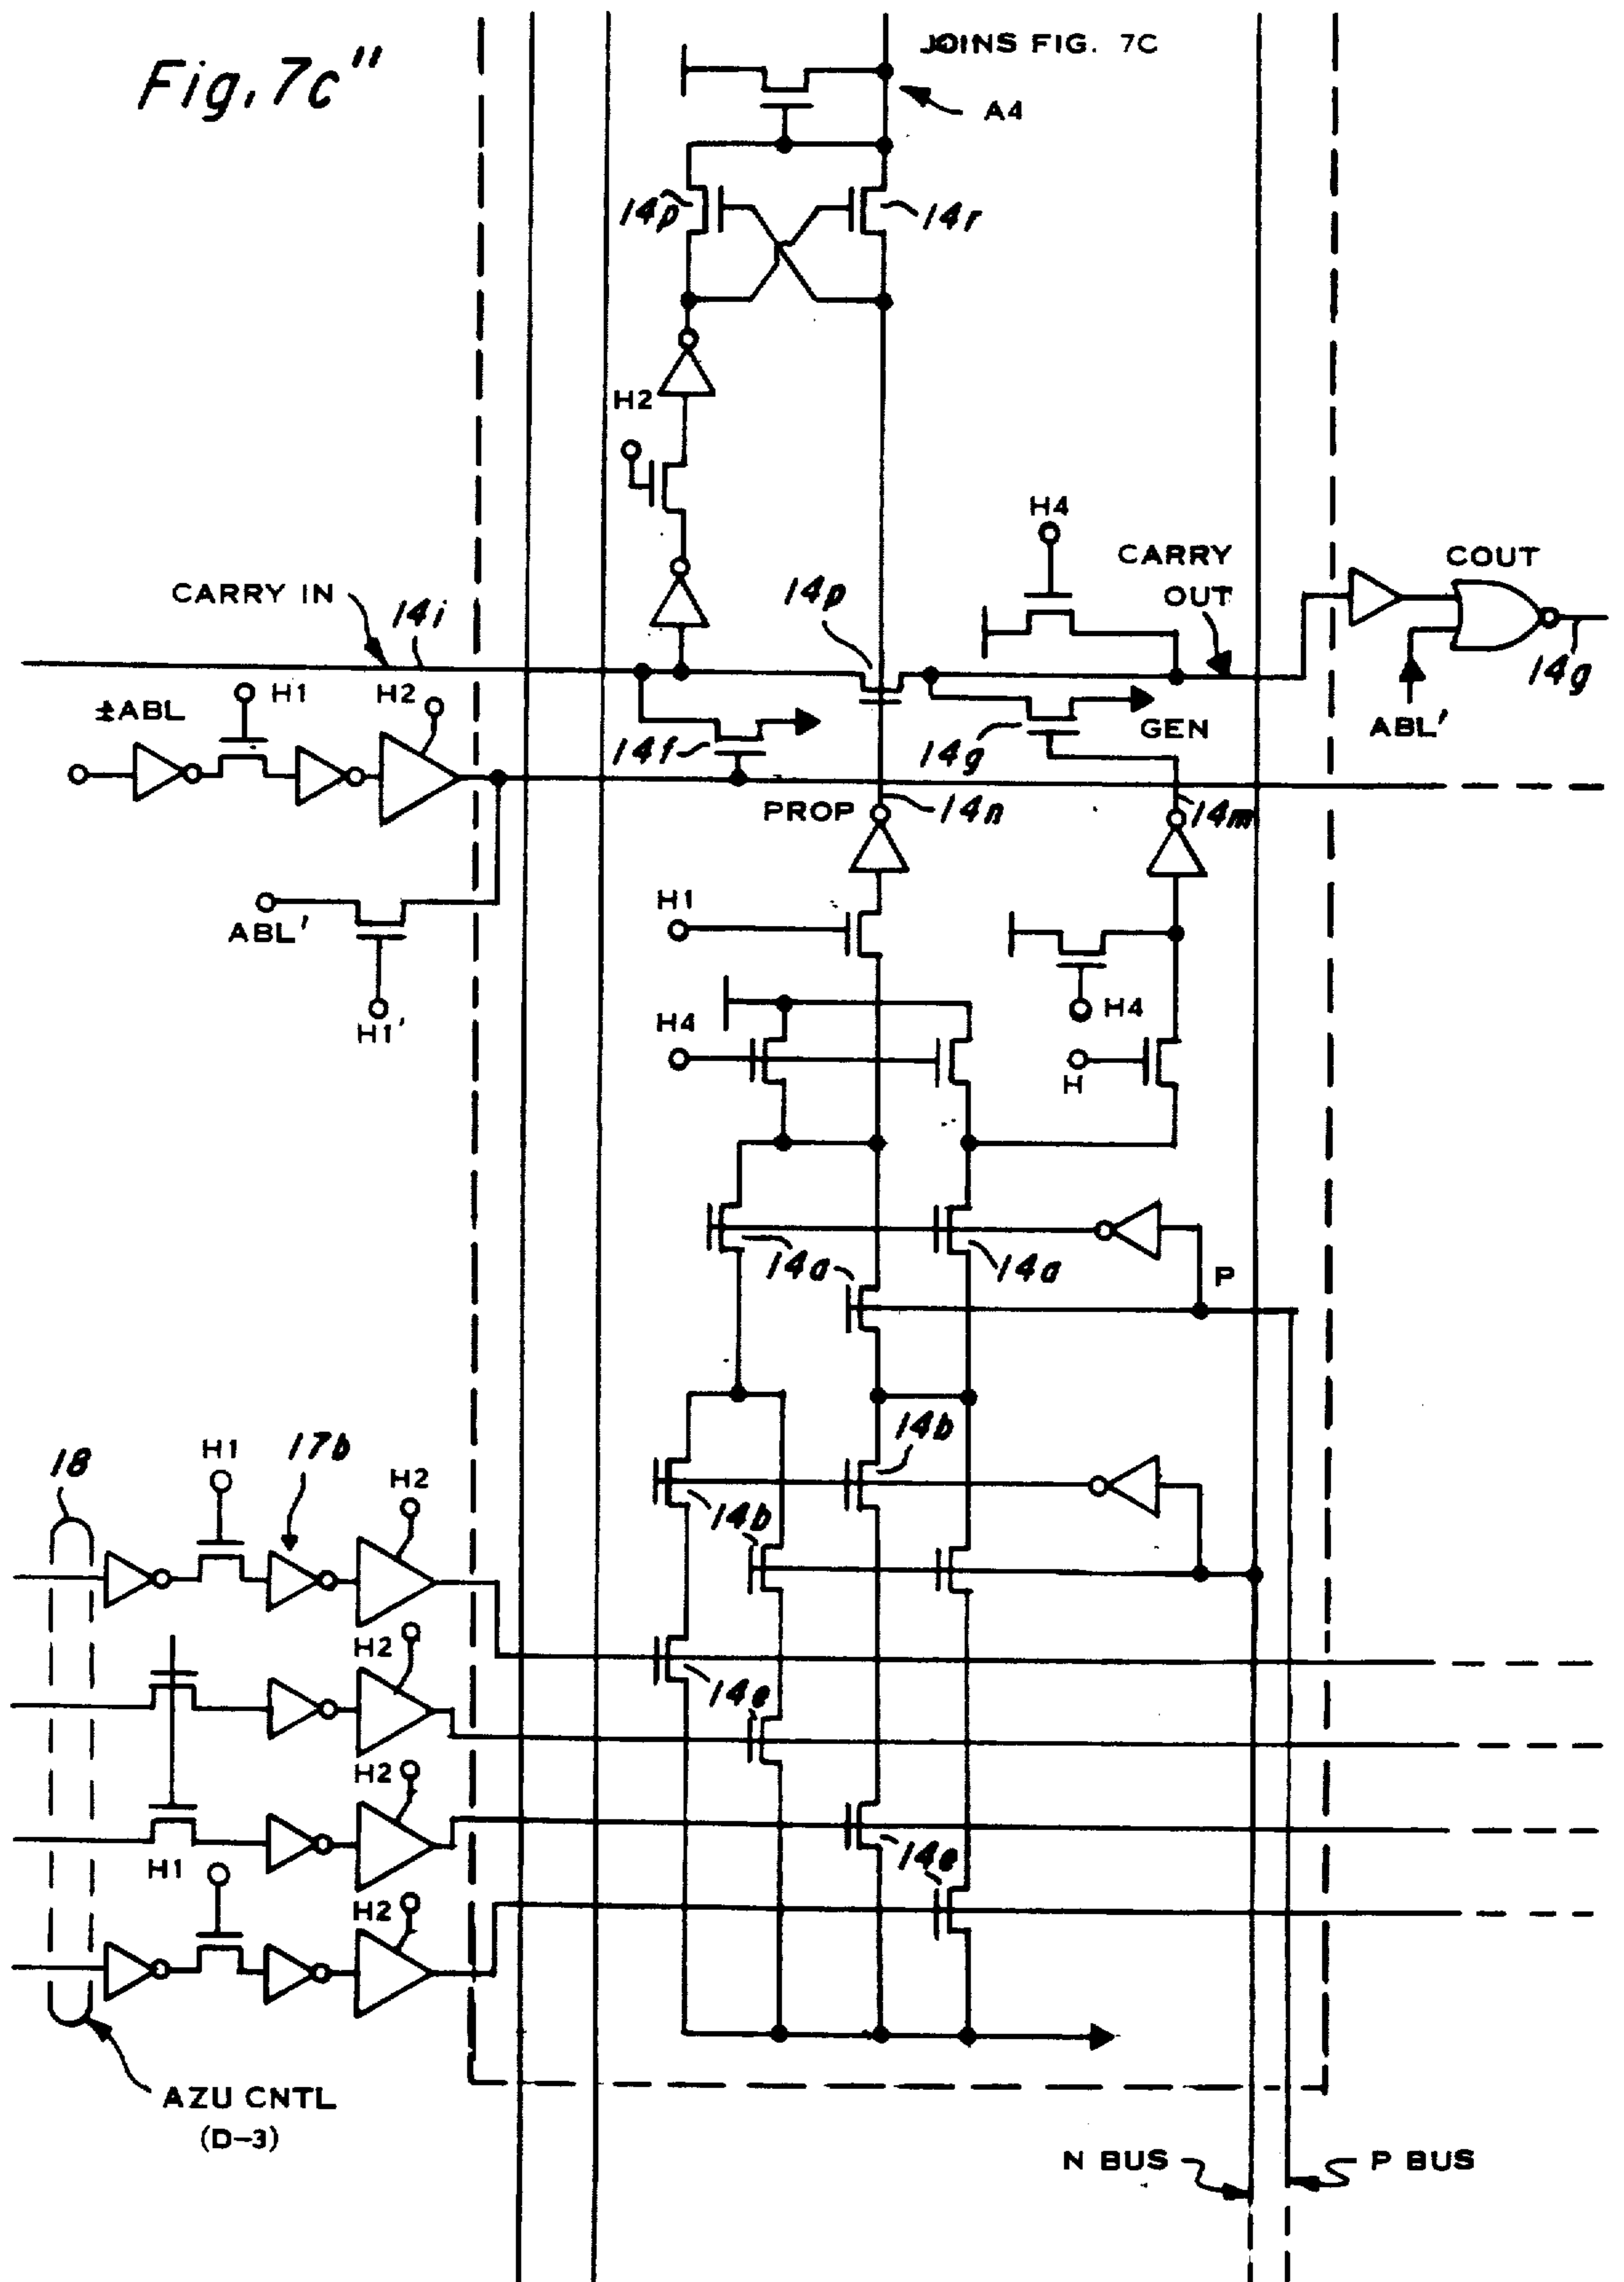 Fig. 7c"
JOINS FIG. 7C
A4
14p
14r
H2
H4
CARRY IN
14i
14p
CARRY
OUT
COUT
±ABL
H1
H2
14f
14g
GEN
ABL'
14g
PROP
14n
14m
ABL'
H1
H1'
H4
H4
H
14a
14a
P
14b
18
H1
17b
H2
14b
H2
14e
H2
H1
14e
H2
AZU CNTL
(D-3)
N BUS
P BUS